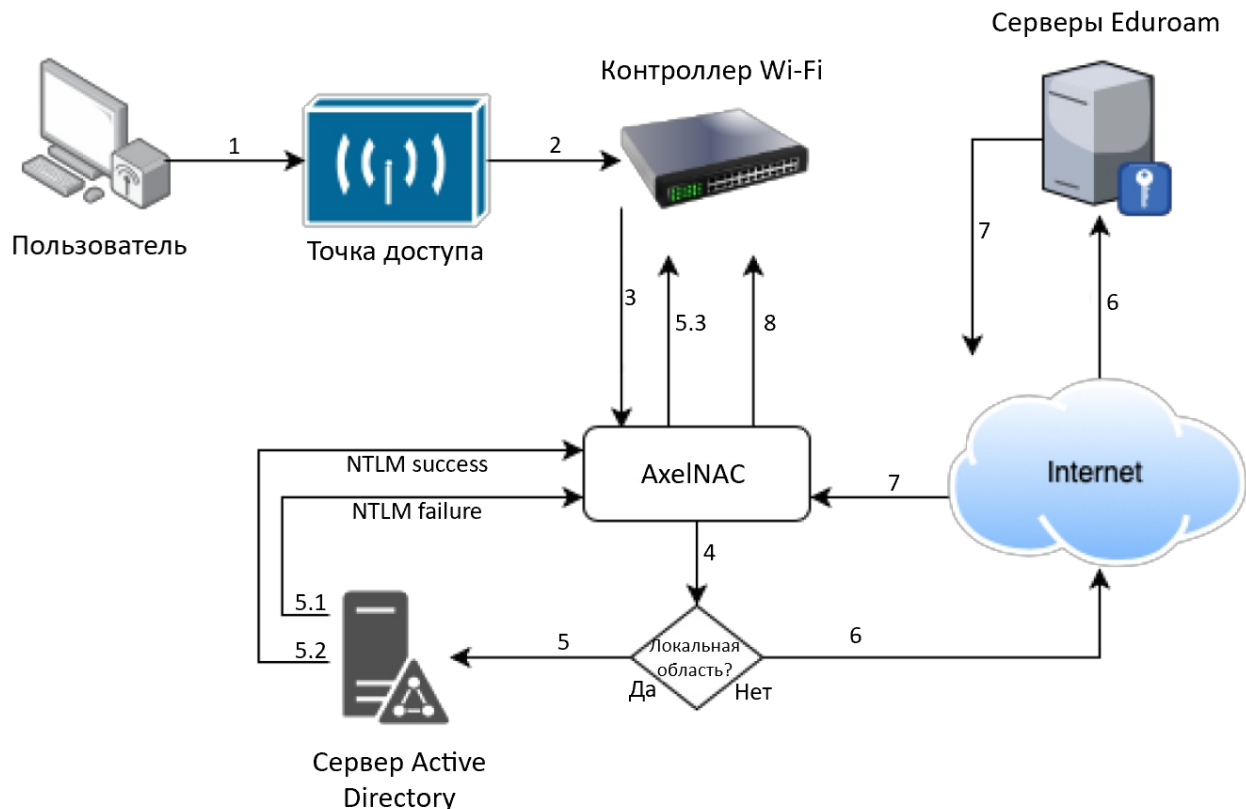 Серверы Eduroam
Контроллер Wi-Fi
1
2
Пользователь
Точка доступа
7
3
5.3
8
6
NTLM success
AxelNAC
Internet
7
NTLM failure
4
5.1
5.2
5
Локальная
область?
6
Да
Нет
Сервер Active
Directory